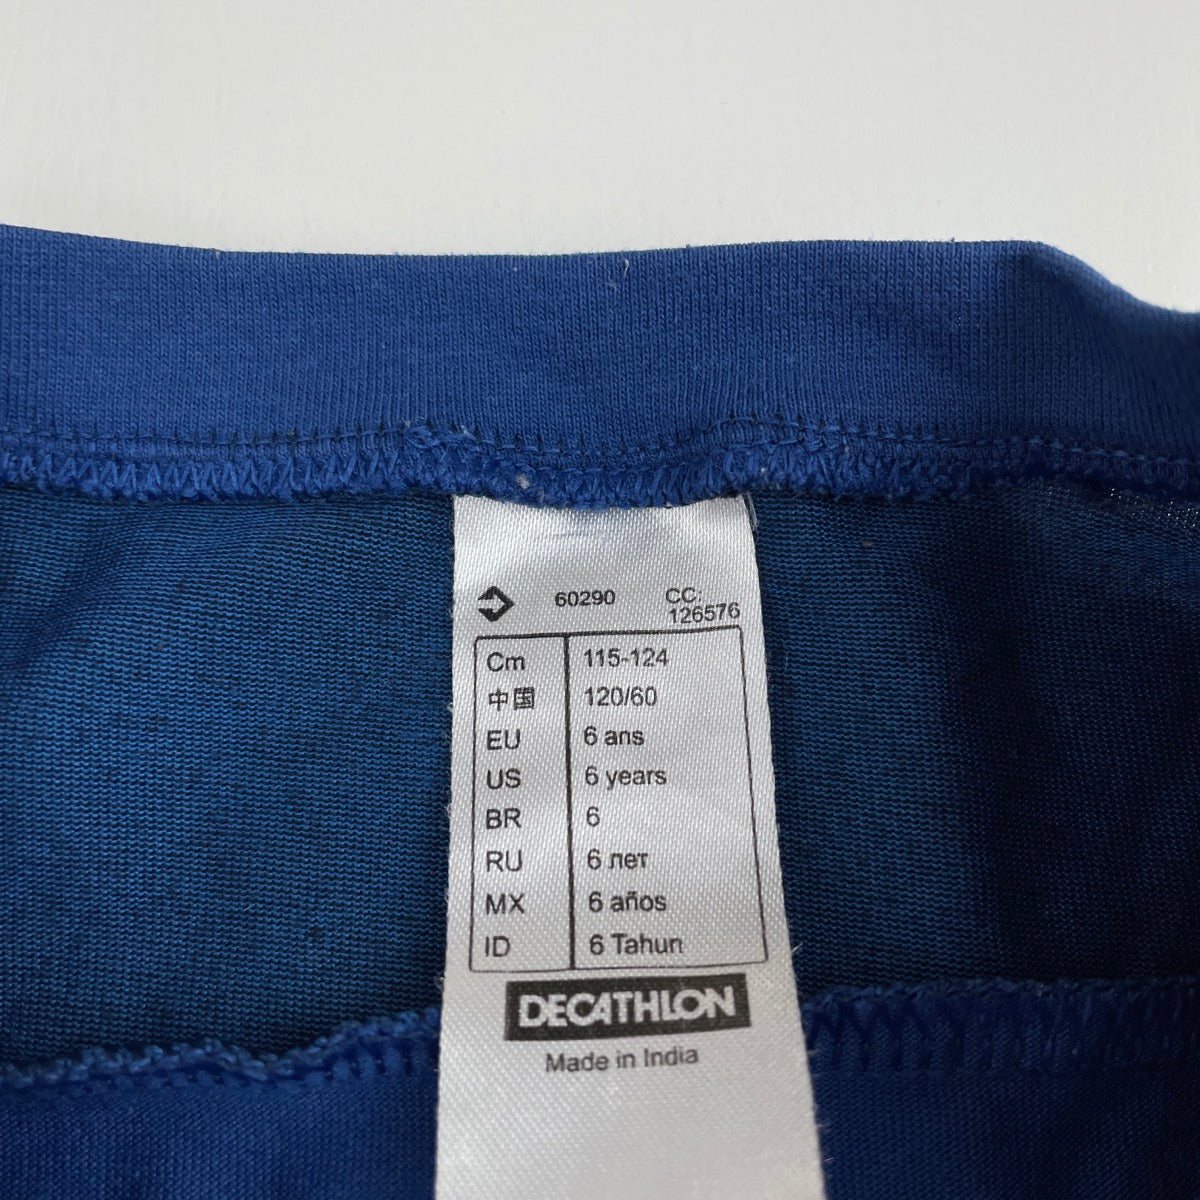 60290 CC:
126576
Cm 115-124
中国 120/60
EU 6 ans
US 6 years
BR 6
RU 6 лет
MX 6 años
ID 6 Tahun
DECATHLON
Made in India